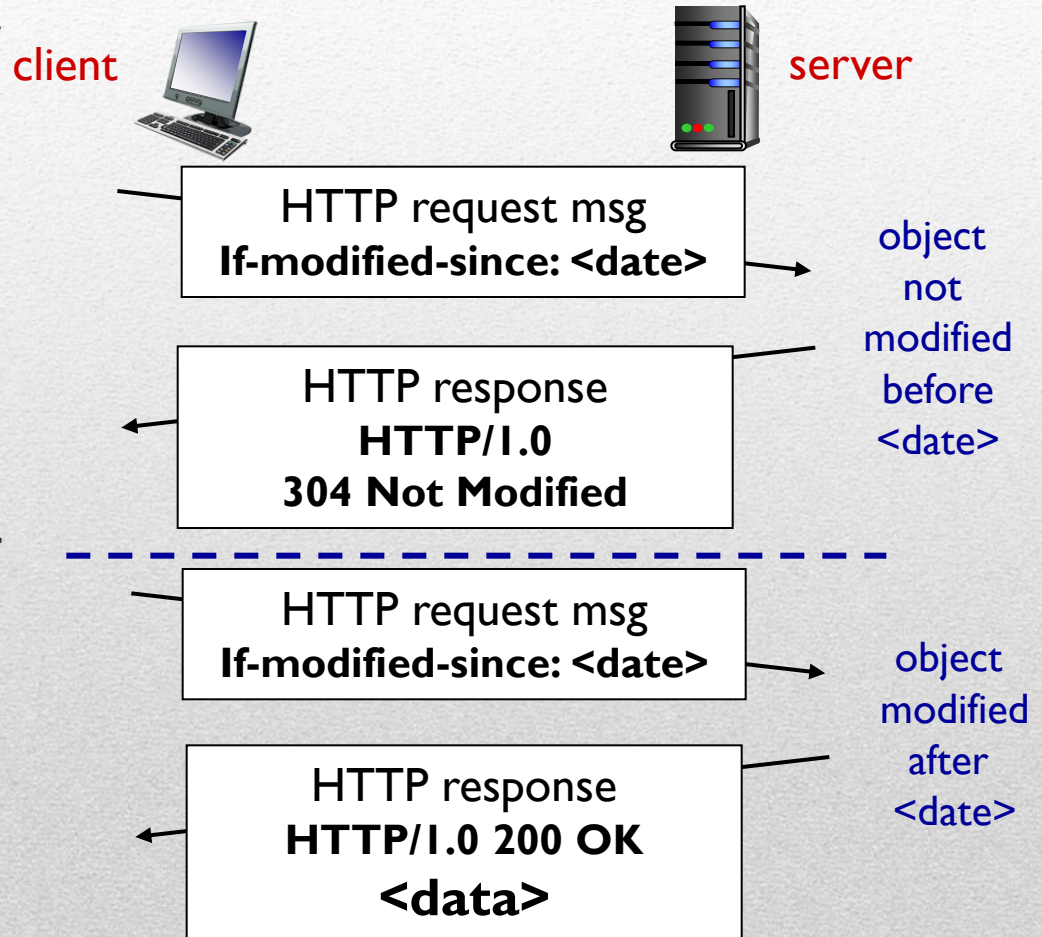 client
server
HTTP request msg
If-modified-since: <date>
object
not
modified
before
<date>
HTTP response
HTTP/1.0
304 Not Modified
HTTP request msg
If-modified-since: <date>
object
modified
after
<date>
HTTP response
HTTP/1.0 200 OK
<data>